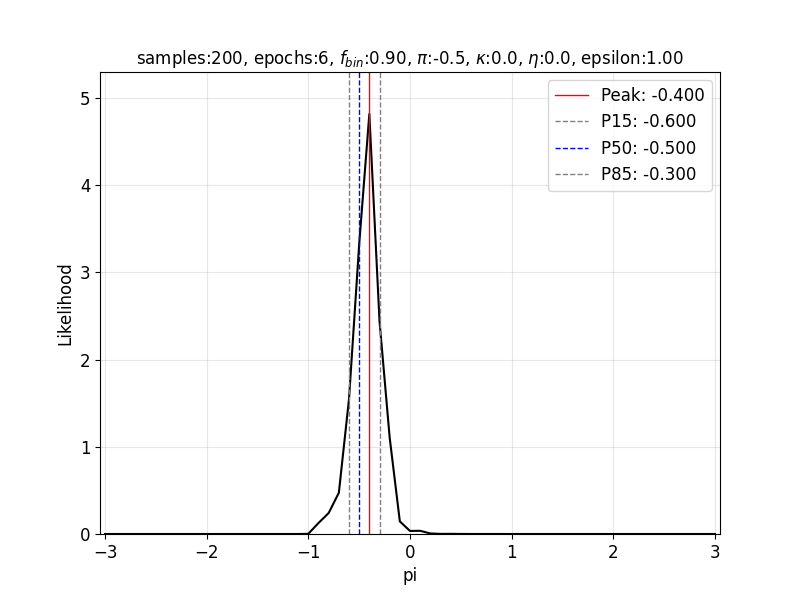 samples:200, epochs:6, f_bin:0.90, π:-0.5, κ:0.0, η:0.0, epsilon:1.00
Peak: -0.400
P15: -0.600
P50: -0.500
P85: -0.300
Likelihood
5
4
3
2
1
0
−3 −2 −1 0 1 2 3
pi